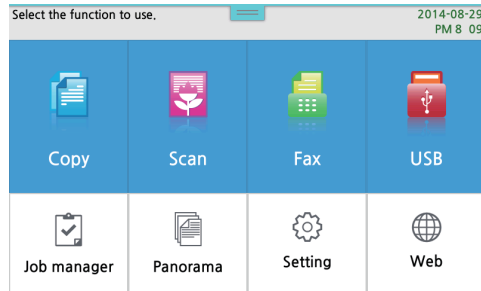 Select the function to use.
2014-08-29
PM 8 09
Copy
Scan
Fax
USB
Job manager
Panorama
Setting
Web